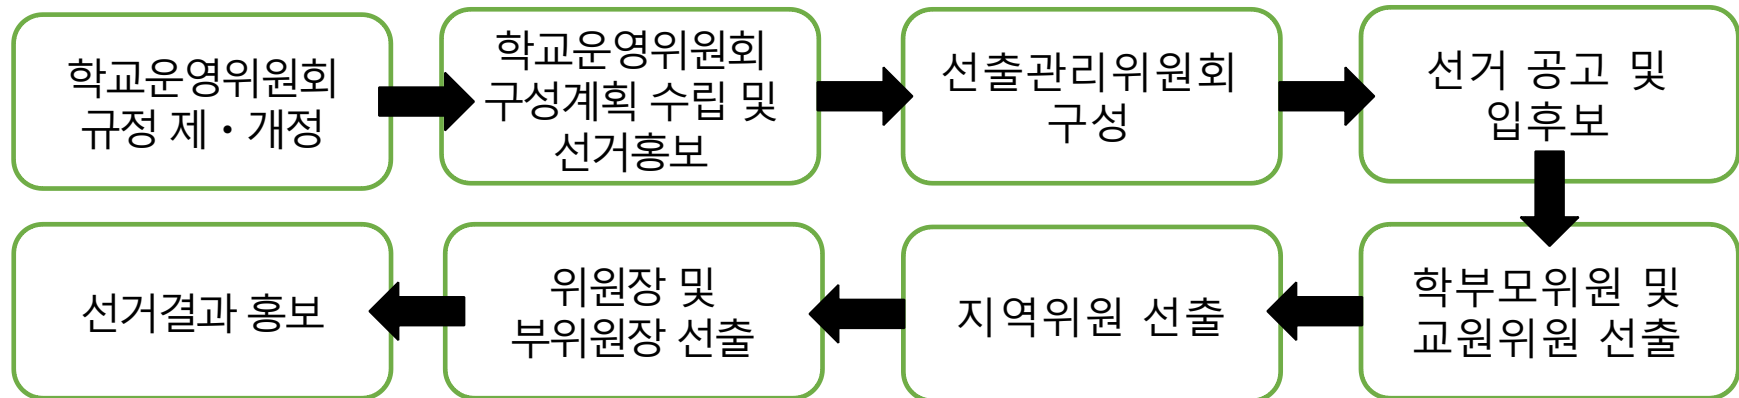 학교운영위원회
규정 제·개정
학교운영위원회
구성계획 수립 및
선거홍보
선출관리위원회
구성
선거 공고 및
입후보
학부모위원 및
교원위원 선출
지역위원 선출
위원장 및
부위원장 선출
선거결과 홍보